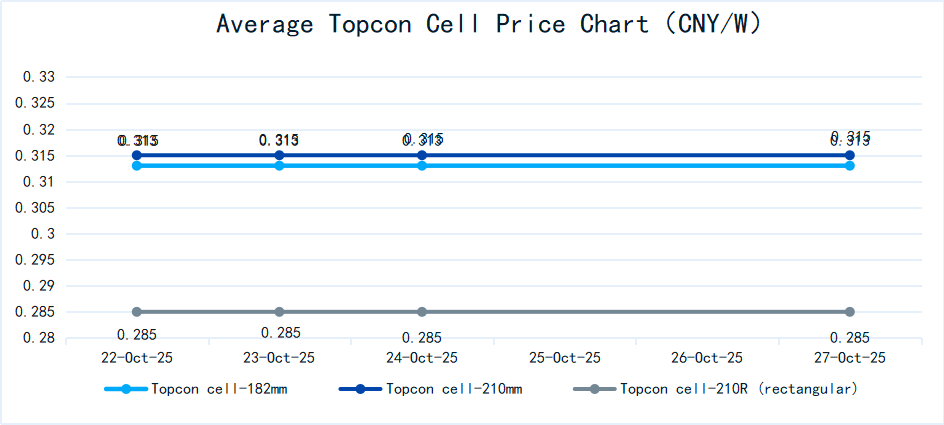 Average Topcon Cell Price Chart (CNY/W)
0.33
0.325
0.32
0.315
0.31
0.305
0.3
0.295
0.29
0.285
0.28
0.315 0.315 0.315 0.315
0.313 0.313 0.313 0.313
0.285 0.285 0.285 0.285
22-Oct-25 23-Oct-25 24-Oct-25 25-Oct-25 26-Oct-25 27-Oct-25
Topcon cell-182mm Topcon cell-210mm Topcon cell-210R (rectangular)